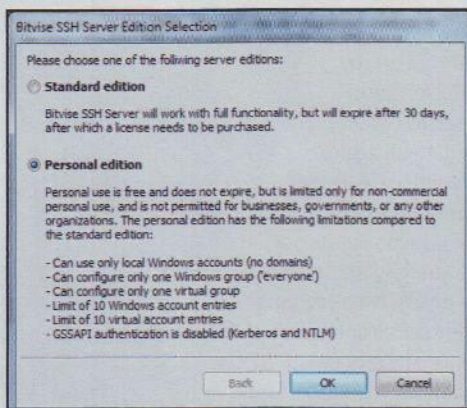 Bitvise SSH Server Edition Selection
Please choose one of the folliwing server editions:
Standard edition
Bitvise SSH Server will work with full functionality, but will expire after 30 days,
after which a license needs to be purchased.
Personal edition
Personal use is free and does not expire, but is limited only for non-commercial
personal use, and is not permitted for businesses, governments, or any other
organizations. The personal edition has the following limitations compared to
the standard edition:
- Can use only local Windows accounts (no domains)
- Can configure only one Windows group ('everyone')
- Can configure only one virtual group
- Limit of 10 Windows account entries
- Limit of 10 virtual account entries
- GSSAPI authentication is disabled (Kerberos and NTLM)
Back
OK
Cancel